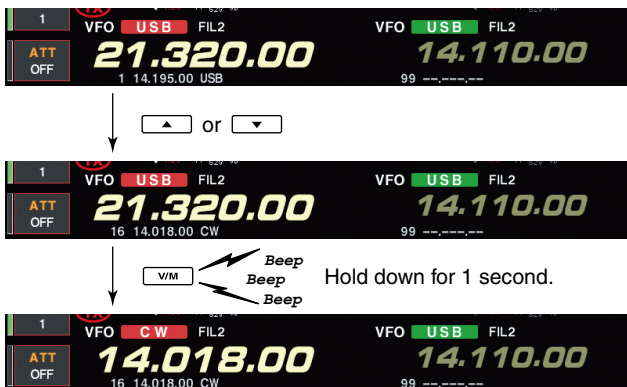 1
VFO USB FIL2 VFO USB FIL2
ATT
OFF
21.320.00 14.110.00
1 14.195.00 USB 99 --.---.--
▲ or ▼
1
VFO USB FIL2 VFO USB FIL2
ATT
OFF
21.320.00 14.110.00
16 14.018.00 CW 99 --.---.--
V/M
Beep
Beep
Beep
Hold down for 1 second.
1
VFO CW FIL2 VFO USB FIL2
ATT
OFF
14.018.00 14.110.00
16 14.018.00 CW 99 --.---.--